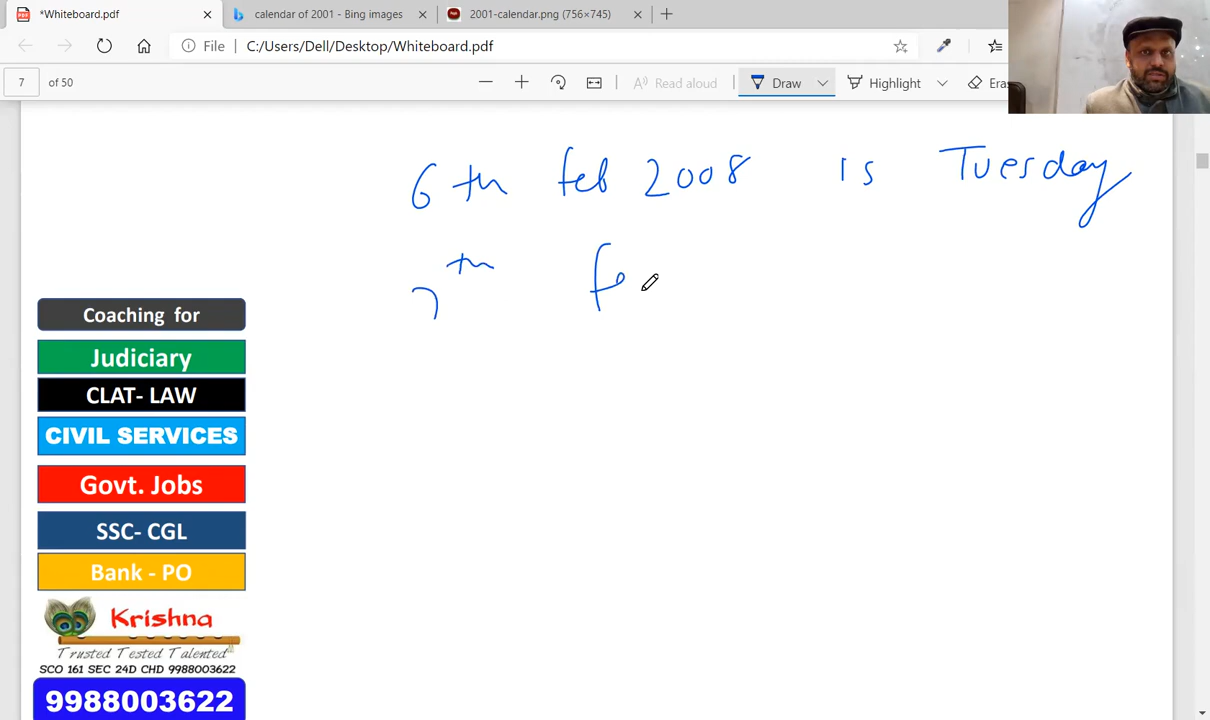 *Whiteboard.pdf
calendar of 2001 - Bing images
2001-calendar.png (756×745)
File C:/Users/Dell/Desktop/Whiteboard.pdf
7 of 50
Read aloud
Draw
Highlight
Eras
6th feb 2008 is Tuesday
7th fe
Coaching for
Judiciary
CLAT- LAW
CIVIL SERVICES
Govt. Jobs
SSC- CGL
Bank - PO
Krishna
Trusted Tested Talented
SCO 161 SEC 24D CHD 9988003622
9988003622